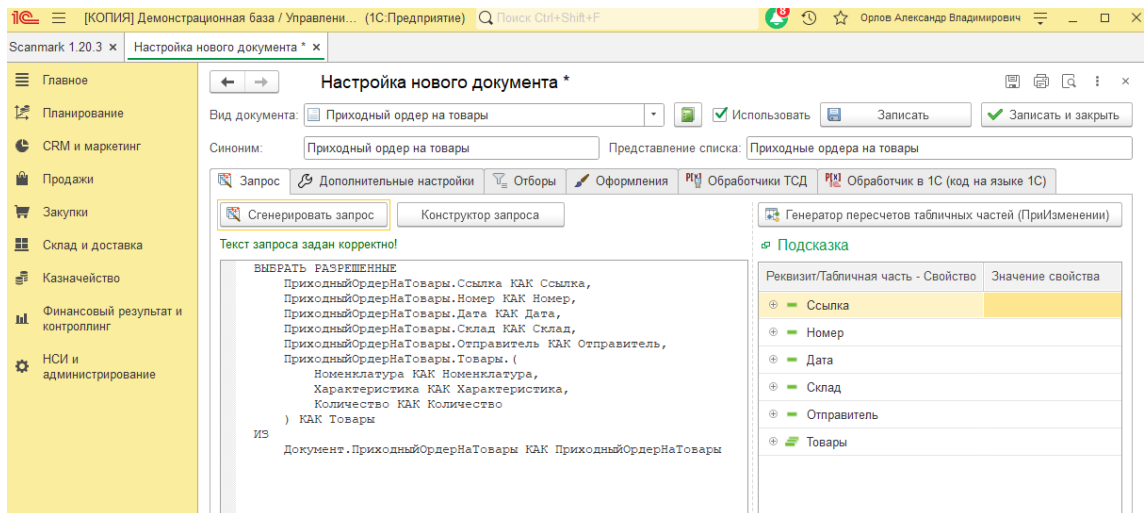 1С [КОПИЯ] Демонстрационная база / Управлени... (1С:Предприятие) Поиск Ctrl+Shift+F 8 Орлов Александр Владимирович
Scanmark 1.20.3 × Настройка нового документа * ×
Главное
Планирование
CRM и маркетинг
Продажи
Закупки
Склад и доставка
Казначейство
Финансовый результат и
контроллинг
НСИ и
администрирование
Настройка нового документа *
Вид документа: Приходный ордер на товары Использовать Записать Записать и закрыть
Синоним: Приходный ордер на товары Представление списка: Приходные ордера на товары
Запрос Дополнительные настройки Отборы Оформления Обработчики ТСД Обработчик в 1С (код на языке 1С)
Сгенерировать запрос Конструктор запроса Генератор пересчетов табличных частей (ПриИзменении)
Текст запроса задан корректно!
ВЫБРАТЬ РАЗРЕШЕННЫЕ
ПриходныйОрдерНаТовары.Ссылка КАК Ссылка,
ПриходныйОрдерНаТовары.Номер КАК Номер,
ПриходныйОрдерНаТовары.Дата КАК Дата,
ПриходныйОрдерНаТовары.Склад КАК Склад,
ПриходныйОрдерНаТовары.Отправитель КАК Отправитель,
ПриходныйОрдерНаТовары.Товары.(
Номенклатура КАК Номенклатура,
Характеристика КАК Характеристика,
Количество КАК Количество
) КАК Товары
ИЗ
Документ.ПриходныйОрдерНаТовары КАК ПриходныйОрдерНаТовары
Подсказка
Реквизит/Табличная часть - Свойство Значение свойства
Ссылка
Номер
Дата
Склад
Отправитель
Товары